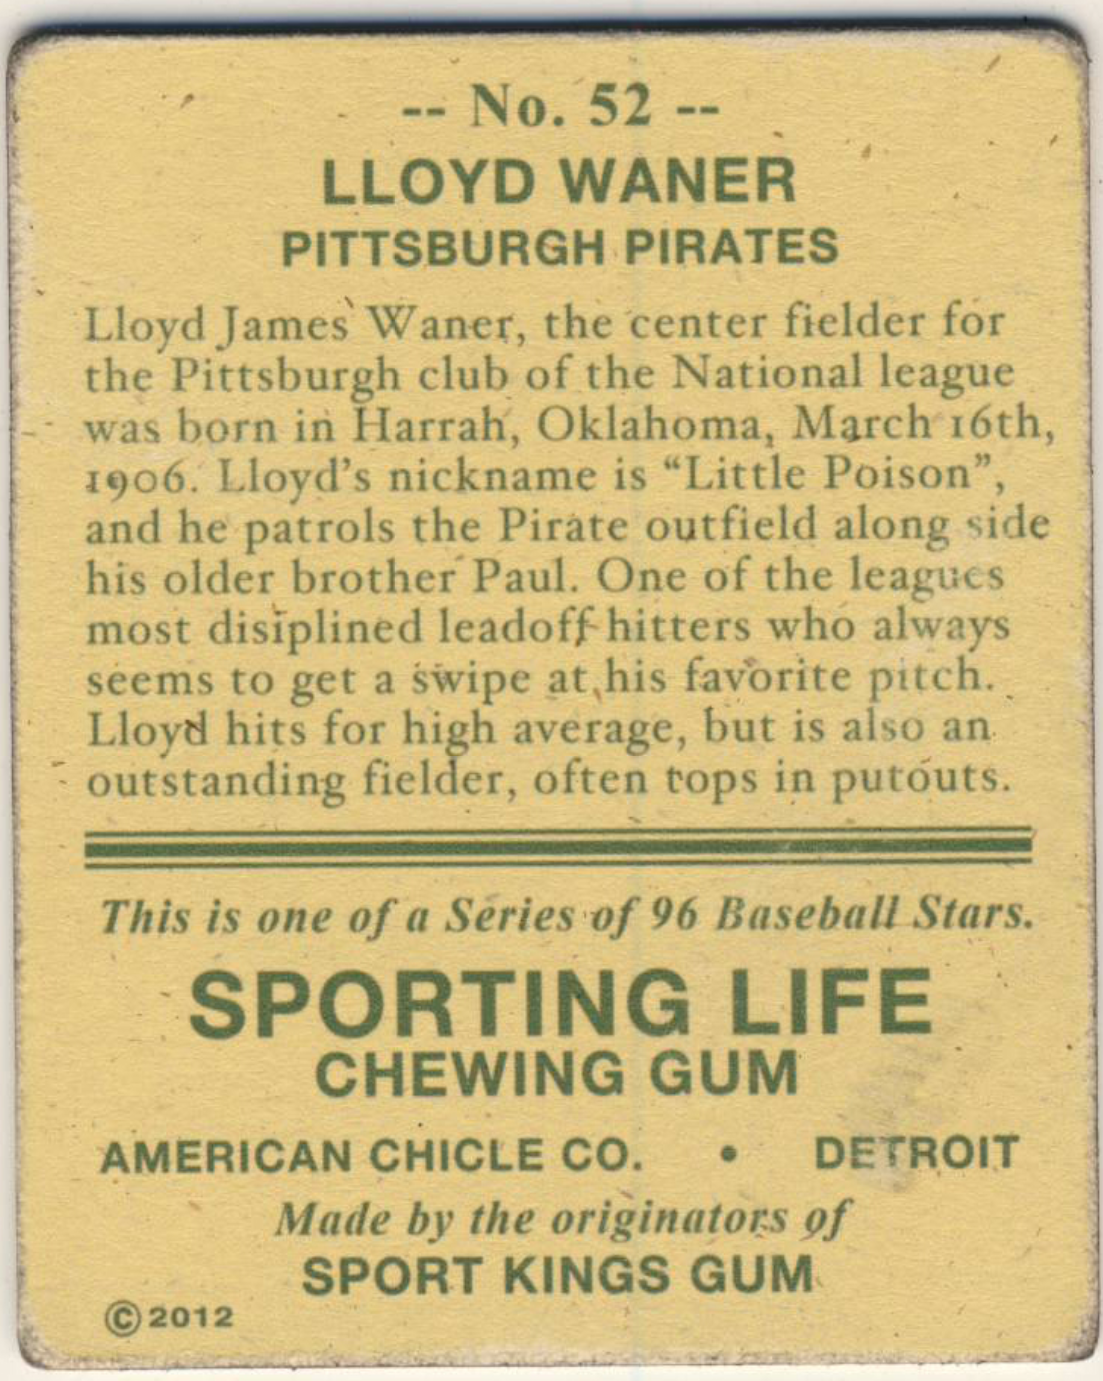 -- No. 52 --
LLOYD WANER
PITTSBURGH PIRATES
Lloyd James Waner, the center fielder for
the Pittsburgh club of the National league
was born in Harrah, Oklahoma, March 16th,
1906. Lloyd's nickname is “Little Poison”,
and he patrols the Pirate outfield along side
his older brother Paul. One of the leagues
most disiplined leadoff hitters who always
seems to get a swipe at his favorite pitch.
Lloyd hits for high average, but is also an
outstanding fielder, often tops in putouts.
This is one of a Series of 96 Baseball Stars.
SPORTING LIFE
CHEWING GUM
AMERICAN CHICLE CO. • DETROIT
Made by the originators of
SPORT KINGS GUM
©2012